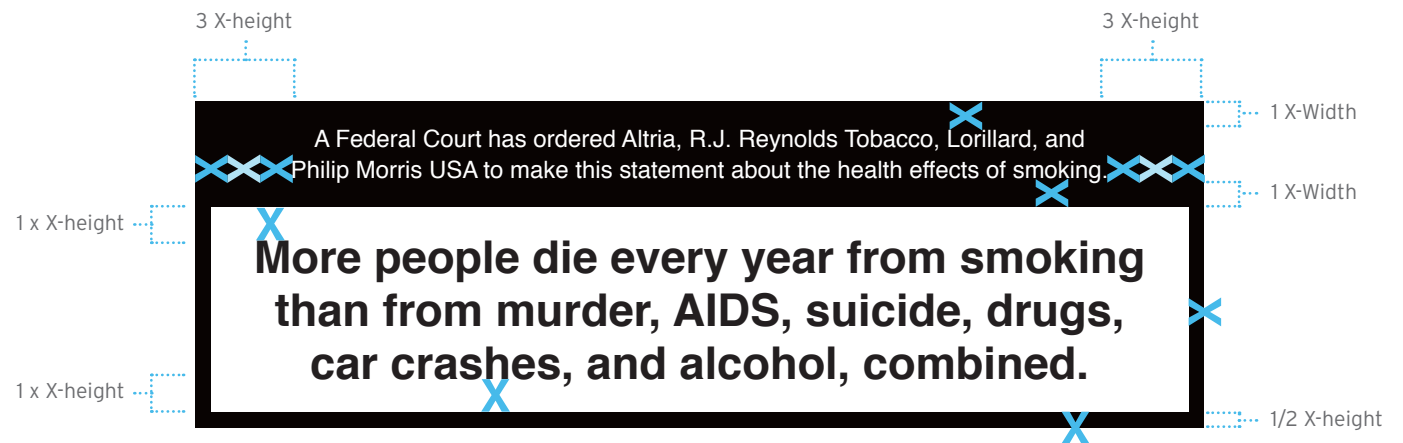 3 X-height
3 X-height
1 X-Width
A Federal Court has ordered Altria, R.J. Reynolds Tobacco, Lorillard, and
Philip Morris USA to make this statement about the health effects of smoking.
1 X-Width
1 x X-height
More people die every year from smoking
than from murder, AIDS, suicide, drugs,
car crashes, and alcohol, combined.
1 x X-height
1/2 X-height